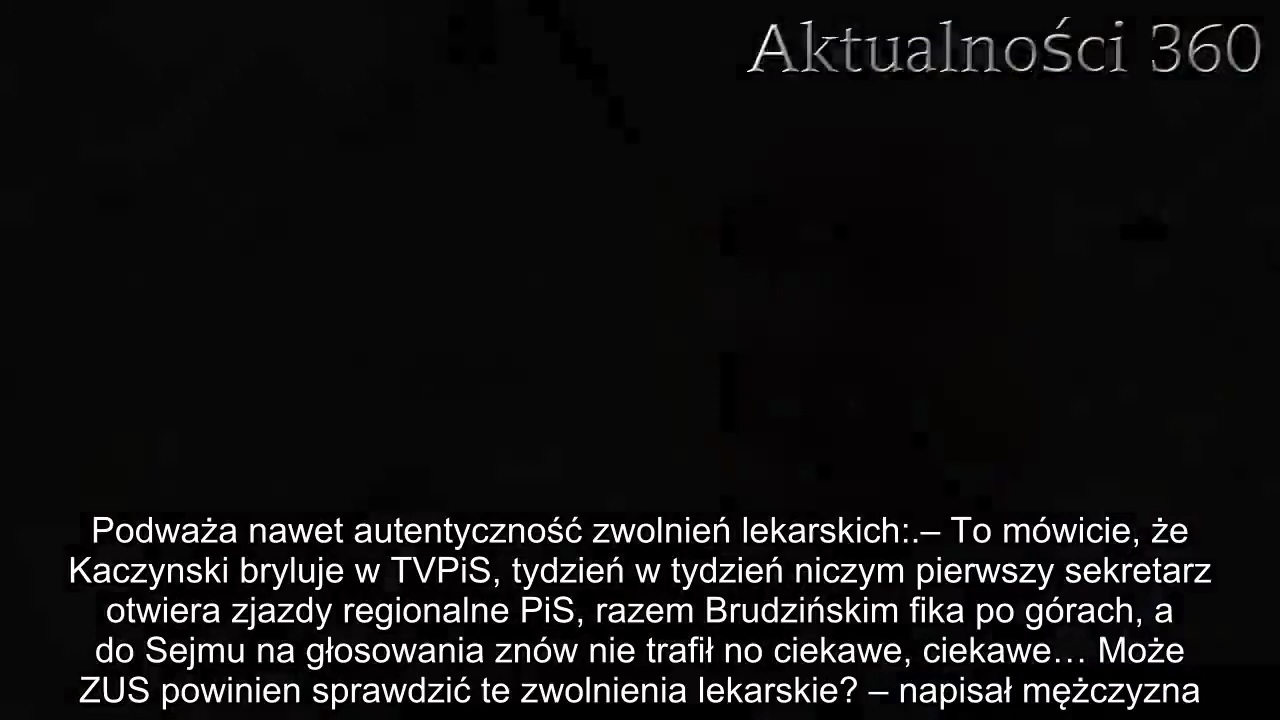 Aktualności 360
Podważa nawet autentyczność zwolnień lekarskich:.– To mówicie, że
Kaczynski bryluje w TVPiS, tydzień w tydzień niczym pierwszy sekretarz
otwiera zjazdy regionalne PiS, razem Brudzińskim fika po górach, a
do Sejmu na głosowania znów nie trafił no ciekawe, ciekawe… Może
ZUS powinien sprawdzić te zwolnienia lekarskie? – napisał mężczyzna